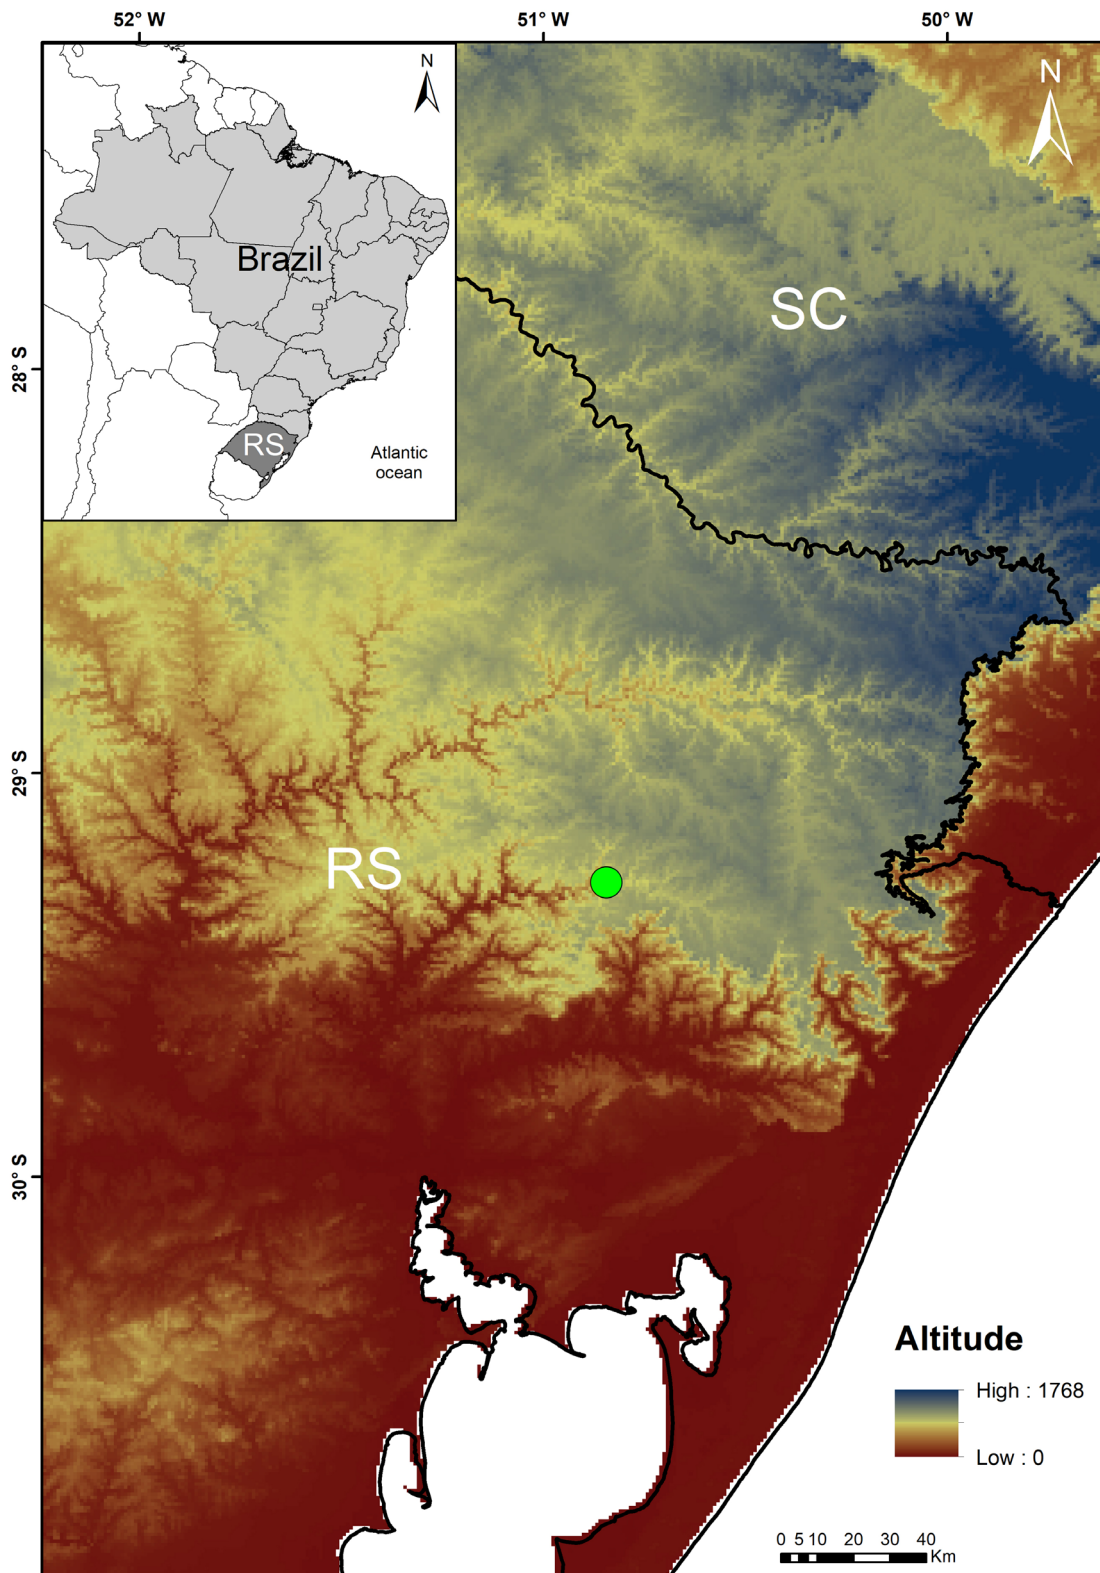 52° W
51° W
50° W
N
N
Brazil
SC
28° S
RS
Atlantic
ocean
29° S
RS
30° S
Altitude
High : 1768
Low : 0
0 5 10 20 30 40
Km